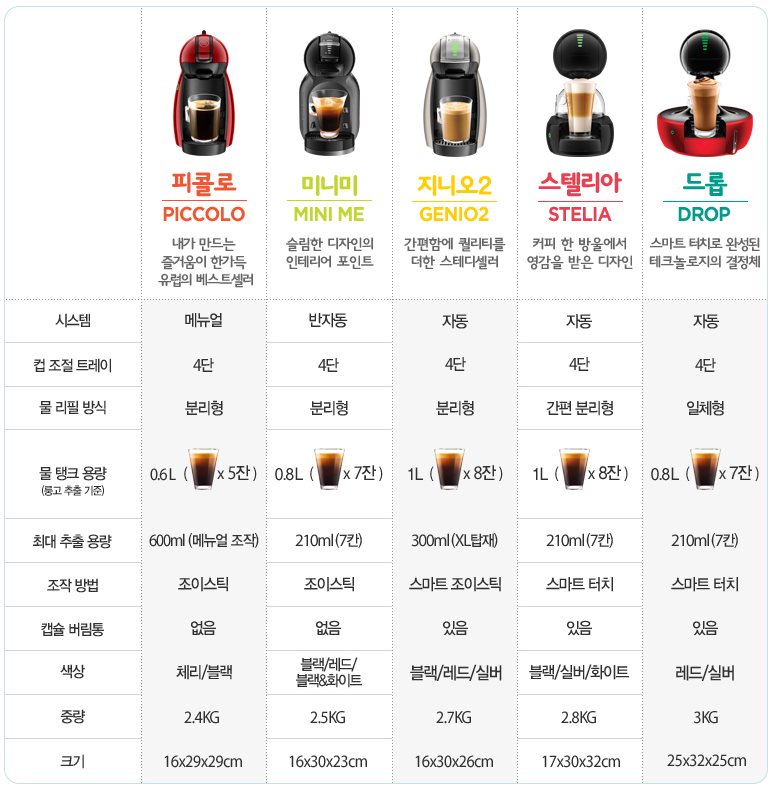 피콜로
PICCOLO
내가 만드는
즐거움이 한가득
유럽의 베스트셀러
미니미
MINI ME
슬림한 디자인의
인테리어 포인트
지니오2
GENIO2
간편함에 퀄리티를
더한 스테디셀러
스텔리아
STELIA
커피 한 방울에서
영감을 받은 디자인
드롭
DROP
스마트 터치로 완성된
테크놀로지의 결정체
시스템 메뉴얼 반자동 자동 자동 자동
컵 조절 트레이 4단 4단 4단 4단 4단
물 리필 방식 분리형 분리형 분리형 간편 분리형 일체형
물 탱크 용량
(룽고 추출 기준)
0.6L ( x 5잔 ) 0.8L ( x 7잔 ) 1L ( x 8잔 ) 1L ( x 8잔 ) 0.8L ( x 7잔 )
최대 추출 용량 600ml (메뉴얼 조작) 210ml (7칸) 300ml (XL탑재) 210ml (7칸) 210ml (7칸)
조작 방법 조이스틱 조이스틱 스마트 조이스틱 스마트 터치 스마트 터치
캡슐 버림통 없음 없음 있음 있음 있음
색상 체리/블랙 블랙/레드/
블랙&화이트 블랙/레드/실버 블랙/실버/화이트 레드/실버
중량 2.4KG 2.5KG 2.7KG 2.8KG 3KG
크기 16x29x29cm 16x30x23cm 16x30x26cm 17x30x32cm 25x32x25cm